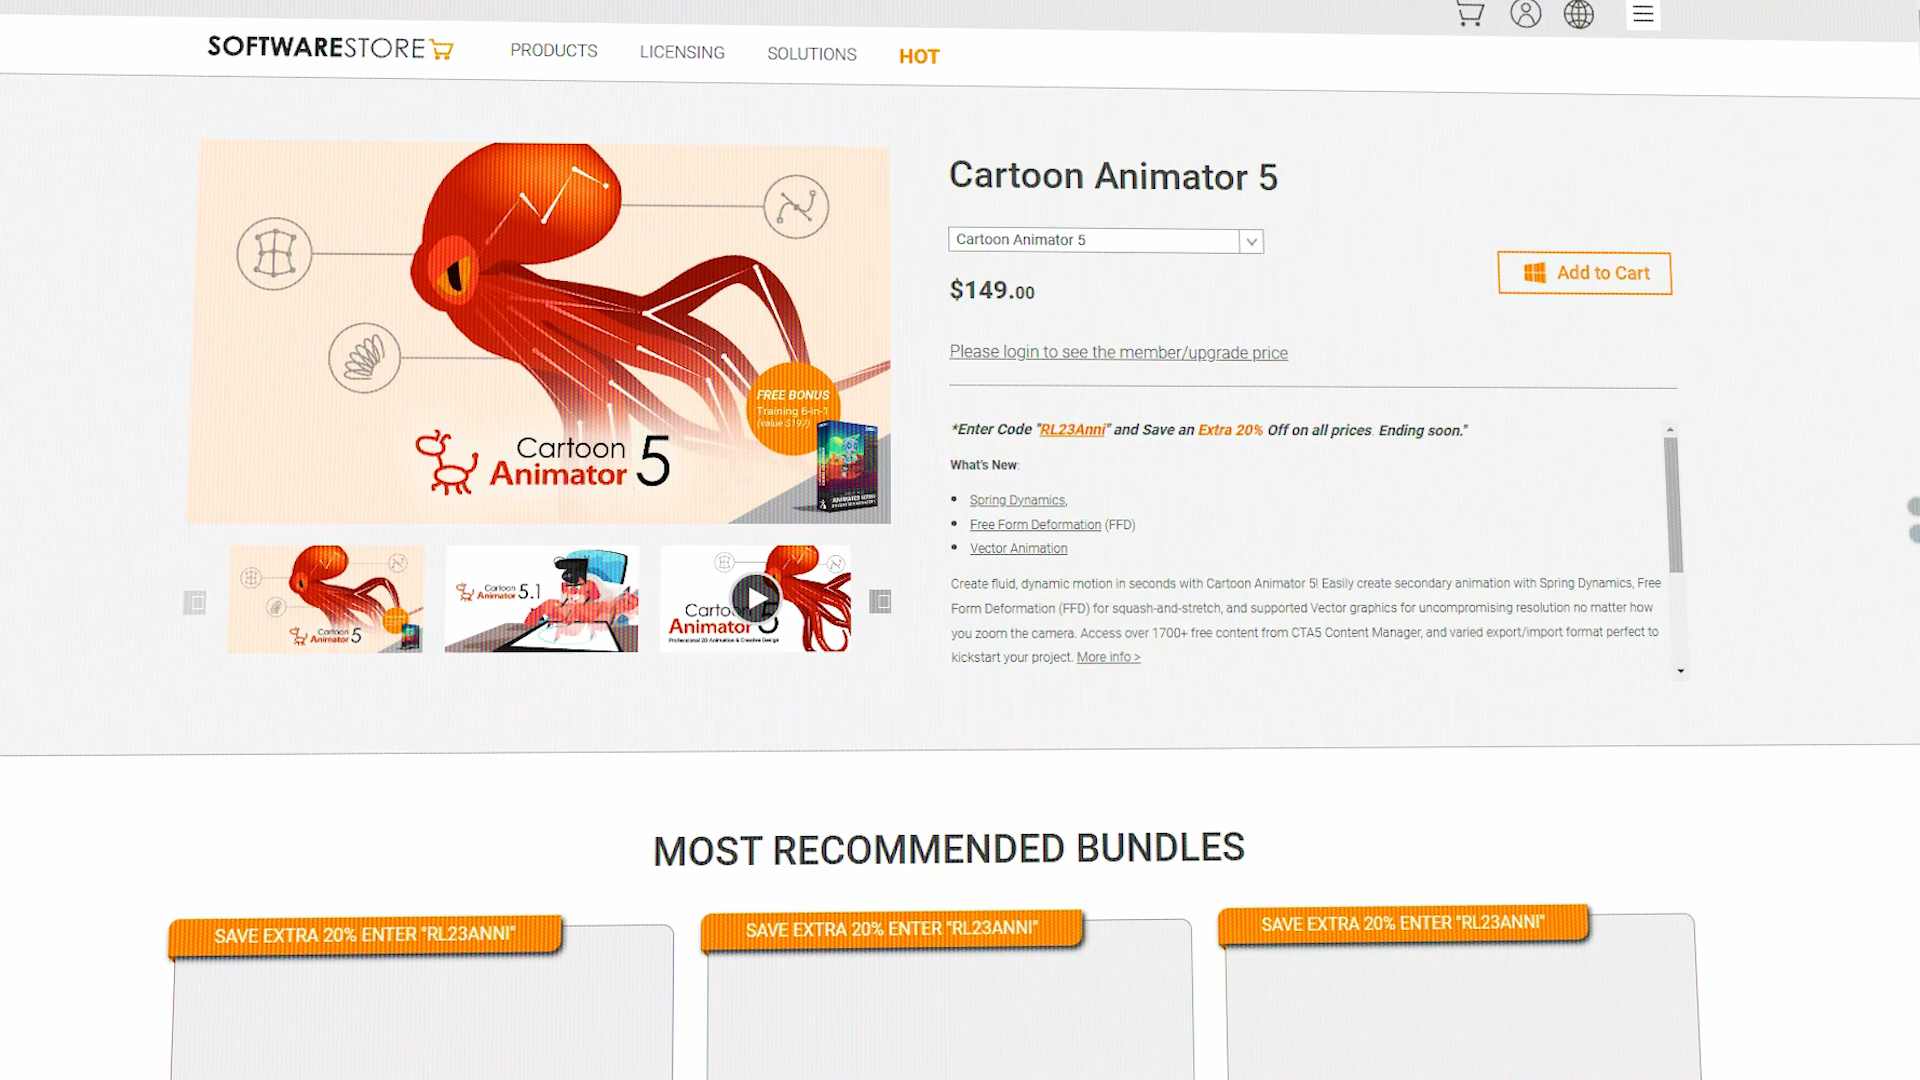 SOFTWARESTORE
PRODUCTS
LICENSING
SOLUTIONS
HOT
Cartoon Animator 5
Cartoon Animator 5
$149.00
Add to Cart
Please login to see the member/upgrade price
FREE BONUS
Training 6-in-1
(value $197)
Cartoon
Animator 5
*Enter Code "RL23Anni" and Save an Extra 20% Off on all prices. Ending soon."
What's New:
Spring Dynamics,
Free Form Deformation (FFD)
Vector Animation
Create fluid, dynamic motion in seconds with Cartoon Animator 5! Easily create secondary animation with Spring Dynamics, Free
Form Deformation (FFD) for squash-and-stretch, and supported Vector graphics for uncompromising resolution no matter how
you zoom the camera. Access over 1700+ free content from CTA5 Content Manager, and varied export/import format perfect to
kickstart your project. More info >
Cartoon
Animator 5
Cartoon
Animator 5.1
Cartoon
Animator 5
Professional 2D Animation & Creative Design
MOST RECOMMENDED BUNDLES
SAVE EXTRA 20% ENTER "RL23ANNI"
SAVE EXTRA 20% ENTER "RL23ANNI"
SAVE EXTRA 20% ENTER "RL23ANNI"